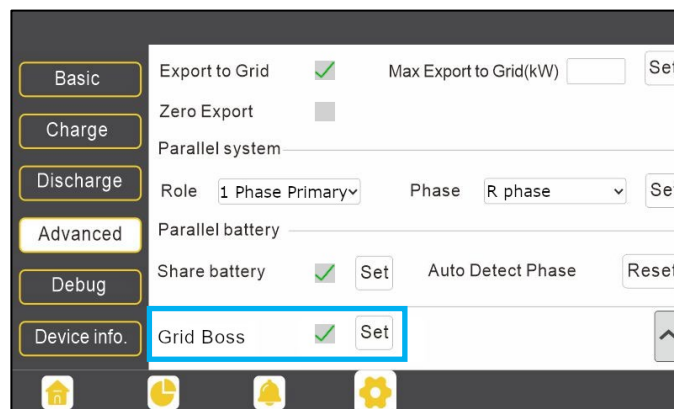 Basic
Charge
Discharge
Advanced
Debug
Device info.
Export to Grid Max Export to Grid(kW) Set
Zero Export
Parallel system
Role 1 Phase Primary Phase R phase Set
Parallel battery
Share battery Set Auto Detect Phase Reset
Grid Boss Set